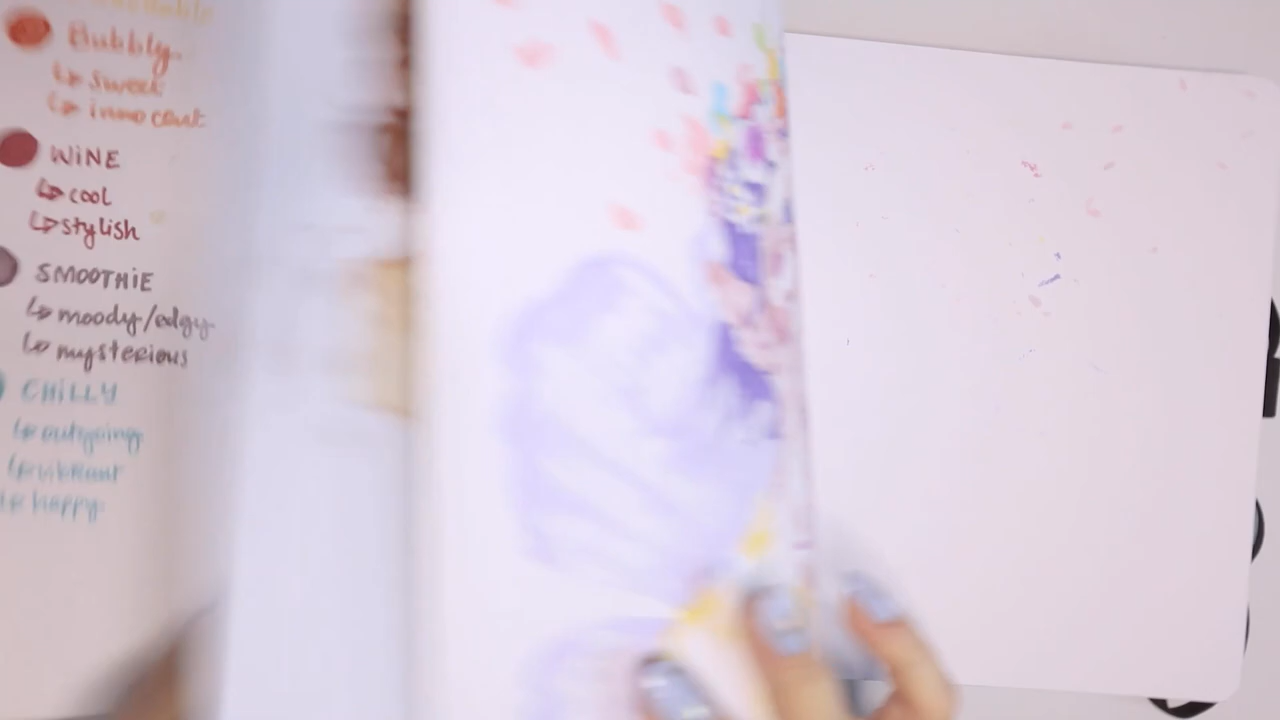 Bubbly
↳ sweet
↳ innocent
WiNE
↳ cool
↳ stylish
SMOOTHiE
↳ moody/edgy
↳ mysterious
CHiLLY
↳ outgoing
↳ vibrant
↳ happy